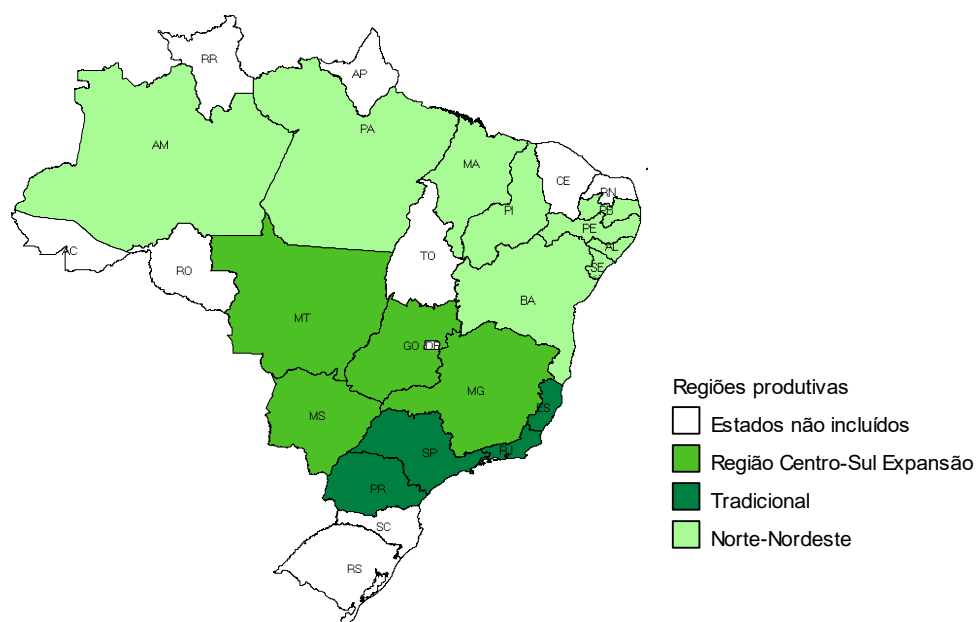 RR
AP
AM
PA
MA
CE
RN
PB
PI
PE
AL
SE
AC
RO
TO
BA
MT
GO DF
MG
MS
ES
SP
RJ
PR
SC
RS
Regiões produtivas
Estados não incluídos
Região Centro-Sul Expansão
Tradicional
Norte-Nordeste